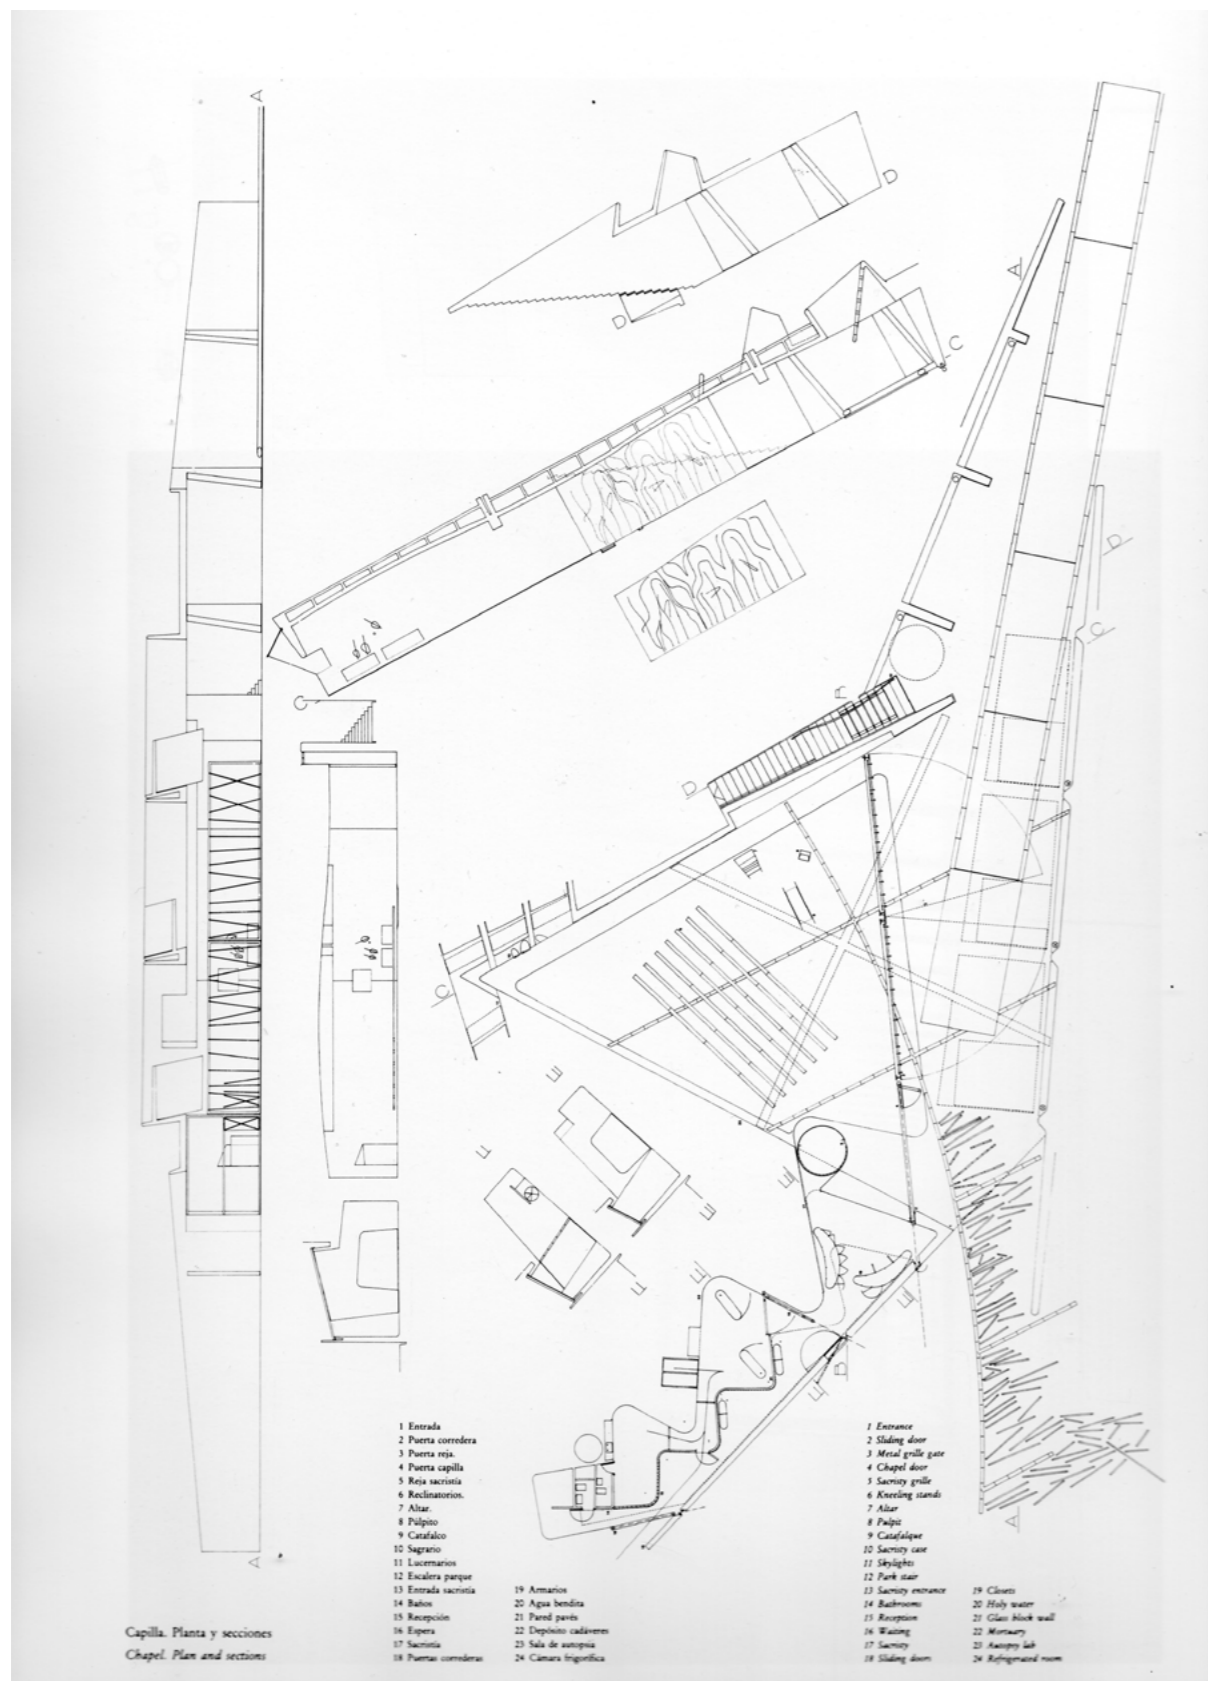 A
D
D
C
A
D
C
C
A
D
C
E
F
E
E
E
F
E
E
B
F
A
A
1 Entrada
2 Puerta corredera
3 Puerta reja.
4 Puerta capilla
5 Reja sacristía
6 Reclinatorios.
7 Altar.
8 Púlpito
9 Catafalco
10 Sagrario
11 Lucernarios
12 Escalera parque
13 Entrada sacristía
14 Baños
15 Recepción
16 Espera
17 Sacristía
18 Puertas correderas
19 Armarios
20 Agua bendita
21 Pared pavés
22 Depósito cadáveres
23 Sala de autopsia
24 Cámara frigorífica
1 Entrance
2 Sliding door
3 Metal grille gate
4 Chapel door
5 Sacristy grille
6 Kneeling stands
7 Altar
8 Pulpit
9 Catafalque
10 Sacristy case
11 Skylights
12 Park stair
13 Sacristy entrance
14 Bathrooms
15 Reception
16 Waiting
17 Sacristy
18 Sliding doors
19 Closets
20 Holy water
21 Glass block wall
22 Mortuary
23 Autopsy lab
24 Refrigerated room
Capilla. Planta y secciones
Chapel. Plan and sections